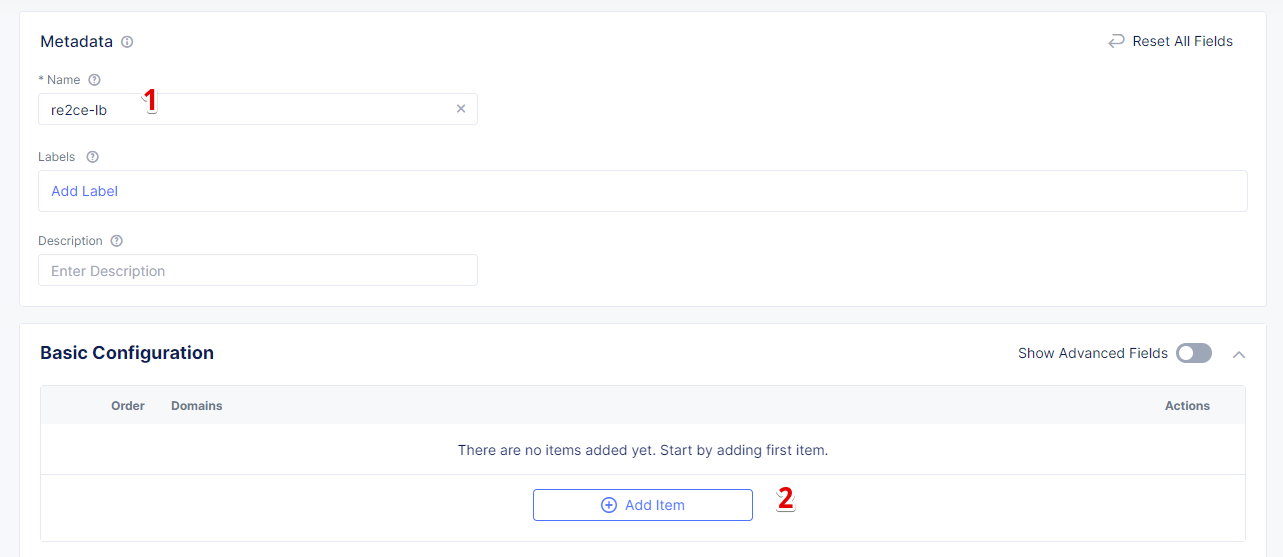 Metadata
Reset All Fields
* Name
re2ce-lb
1
Labels
Add Label
Description
Enter Description
Basic Configuration
Show Advanced Fields
Order Domains Actions
There are no items added yet. Start by adding first item.
Add Item
2